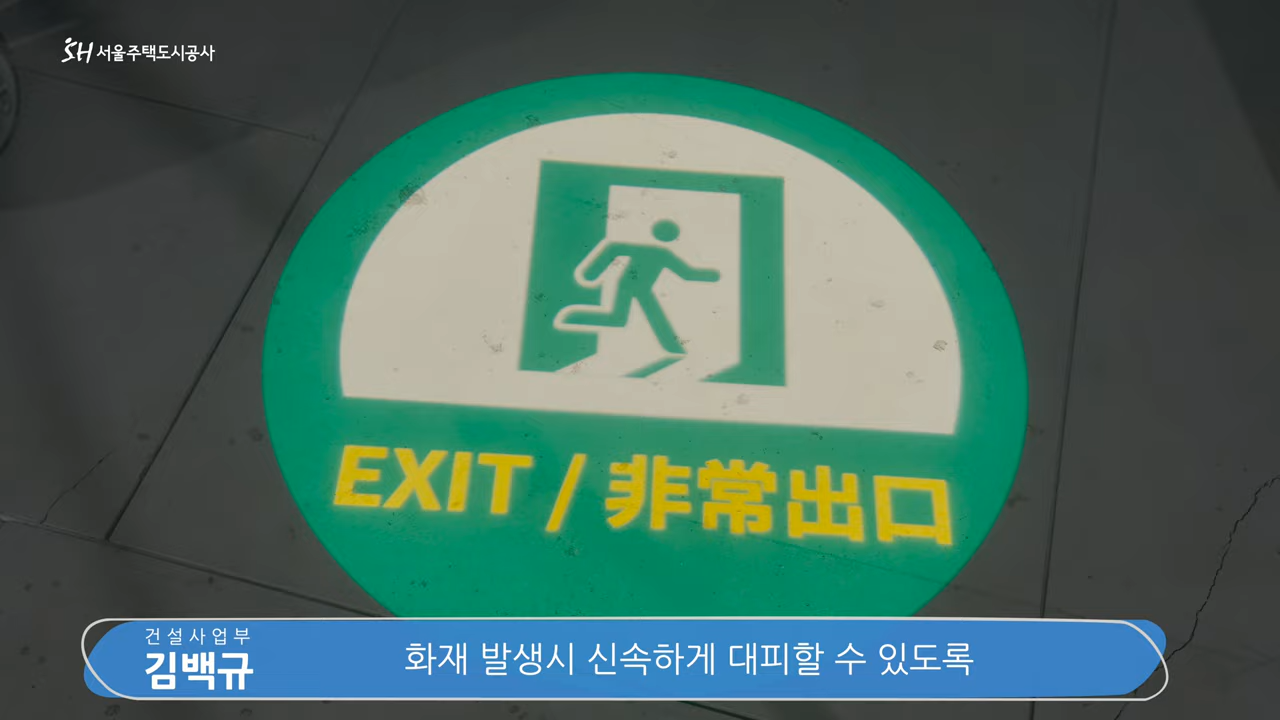 SH 서울주택도시공사
EXIT / 非常出口
건설사업부
김백규
화재 발생시 신속하게 대피할 수 있도록